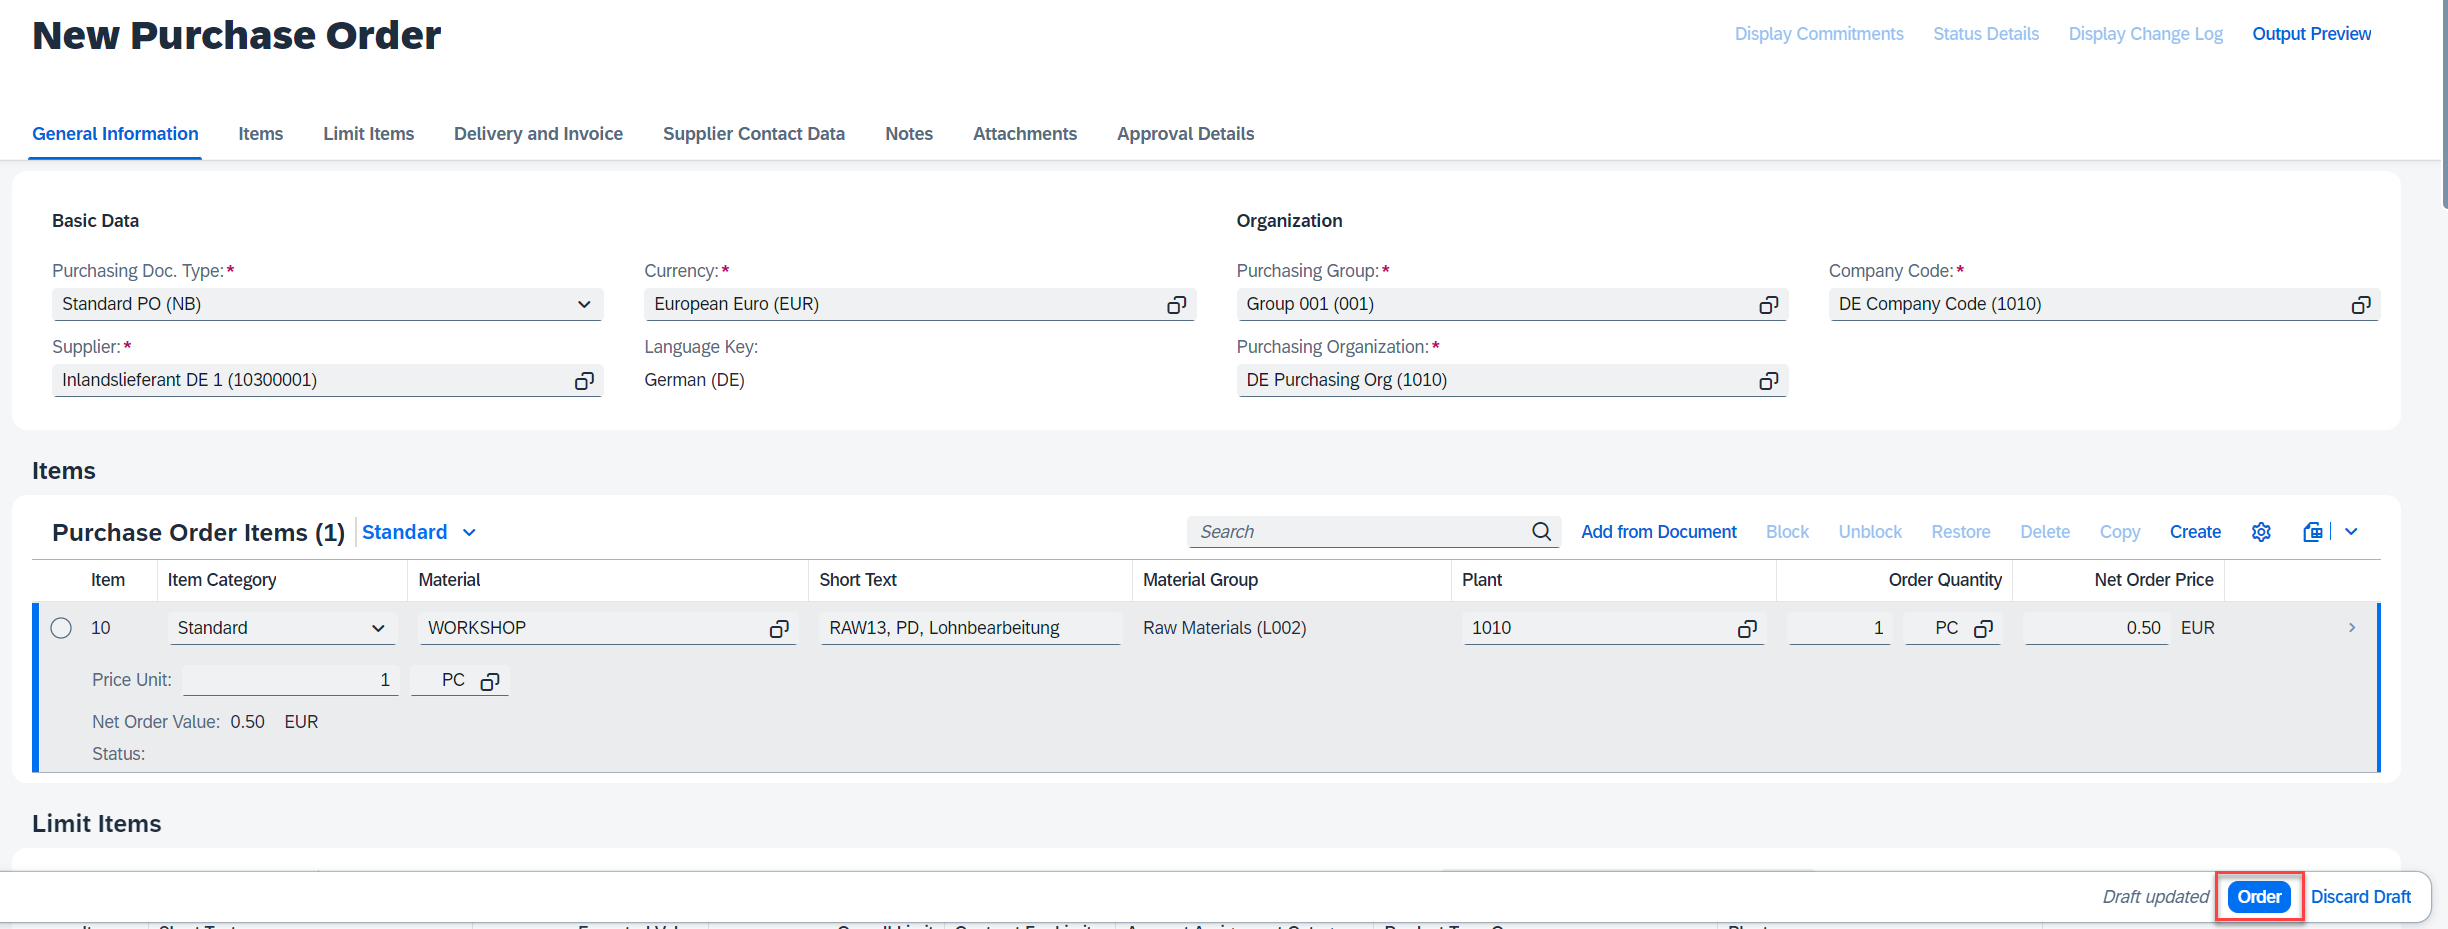 New Purchase Order
Display Commitments Status Details Display Change Log Output Preview
General Information Items Limit Items Delivery and Invoice Supplier Contact Data Notes Attachments Approval Details
Basic Data Organization
Purchasing Doc. Type:* Currency:* Purchasing Group:* Company Code:*
Standard PO (NB) European Euro (EUR) Group 001 (001) DE Company Code (1010)
Supplier:* Language Key: Purchasing Organization:*
Inlandslieferant DE 1 (10300001) German (DE) DE Purchasing Org (1010)
Items
Purchase Order Items (1) Standard Search Add from Document Block Unblock Restore Delete Copy Create
Item Item Category Material Short Text Material Group Plant Order Quantity Net Order Price
10 Standard WORKSHOP RAW13, PD, Lohnbearbeitung Raw Materials (L002) 1010 1 PC 0.50 EUR
Price Unit: 1 PC
Net Order Value: 0.50 EUR
Status:
Limit Items
Draft updated Order Discard Draft